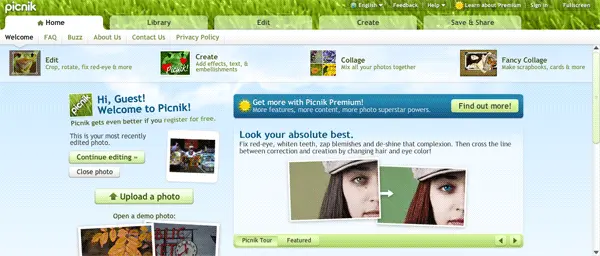 picnik
English Feedback Help Learn About Premium Sign in Fullscreen
Home Library Edit Create Save & Share
Welcome FAQ Buzz About Us Contact Us Privacy Policy
Edit
Crop, rotate, fix red-eye & more
Create
Add effects, text, &
embellishments
Collage
Mix all your photos together
Fancy Collage
Make scrapbooks, cards & more
Picnik!
Hi, Guest!
Welcome to Picnik!
Picnik gets even better if you register for free.
This is your most recently
edited photo.
Continue editing »
Close photo
Upload a photo
Open a demo photo:
Get more with Picnik Premium!
More features, more content, more photo superstar powers.
Find out more!
Look your absolute best.
Fix red-eye, whiten teeth, zap blemishes and de-shine that complexion. Then cross the line
between correction and creation by changing hair and eye color!
Picnik Tour Featured